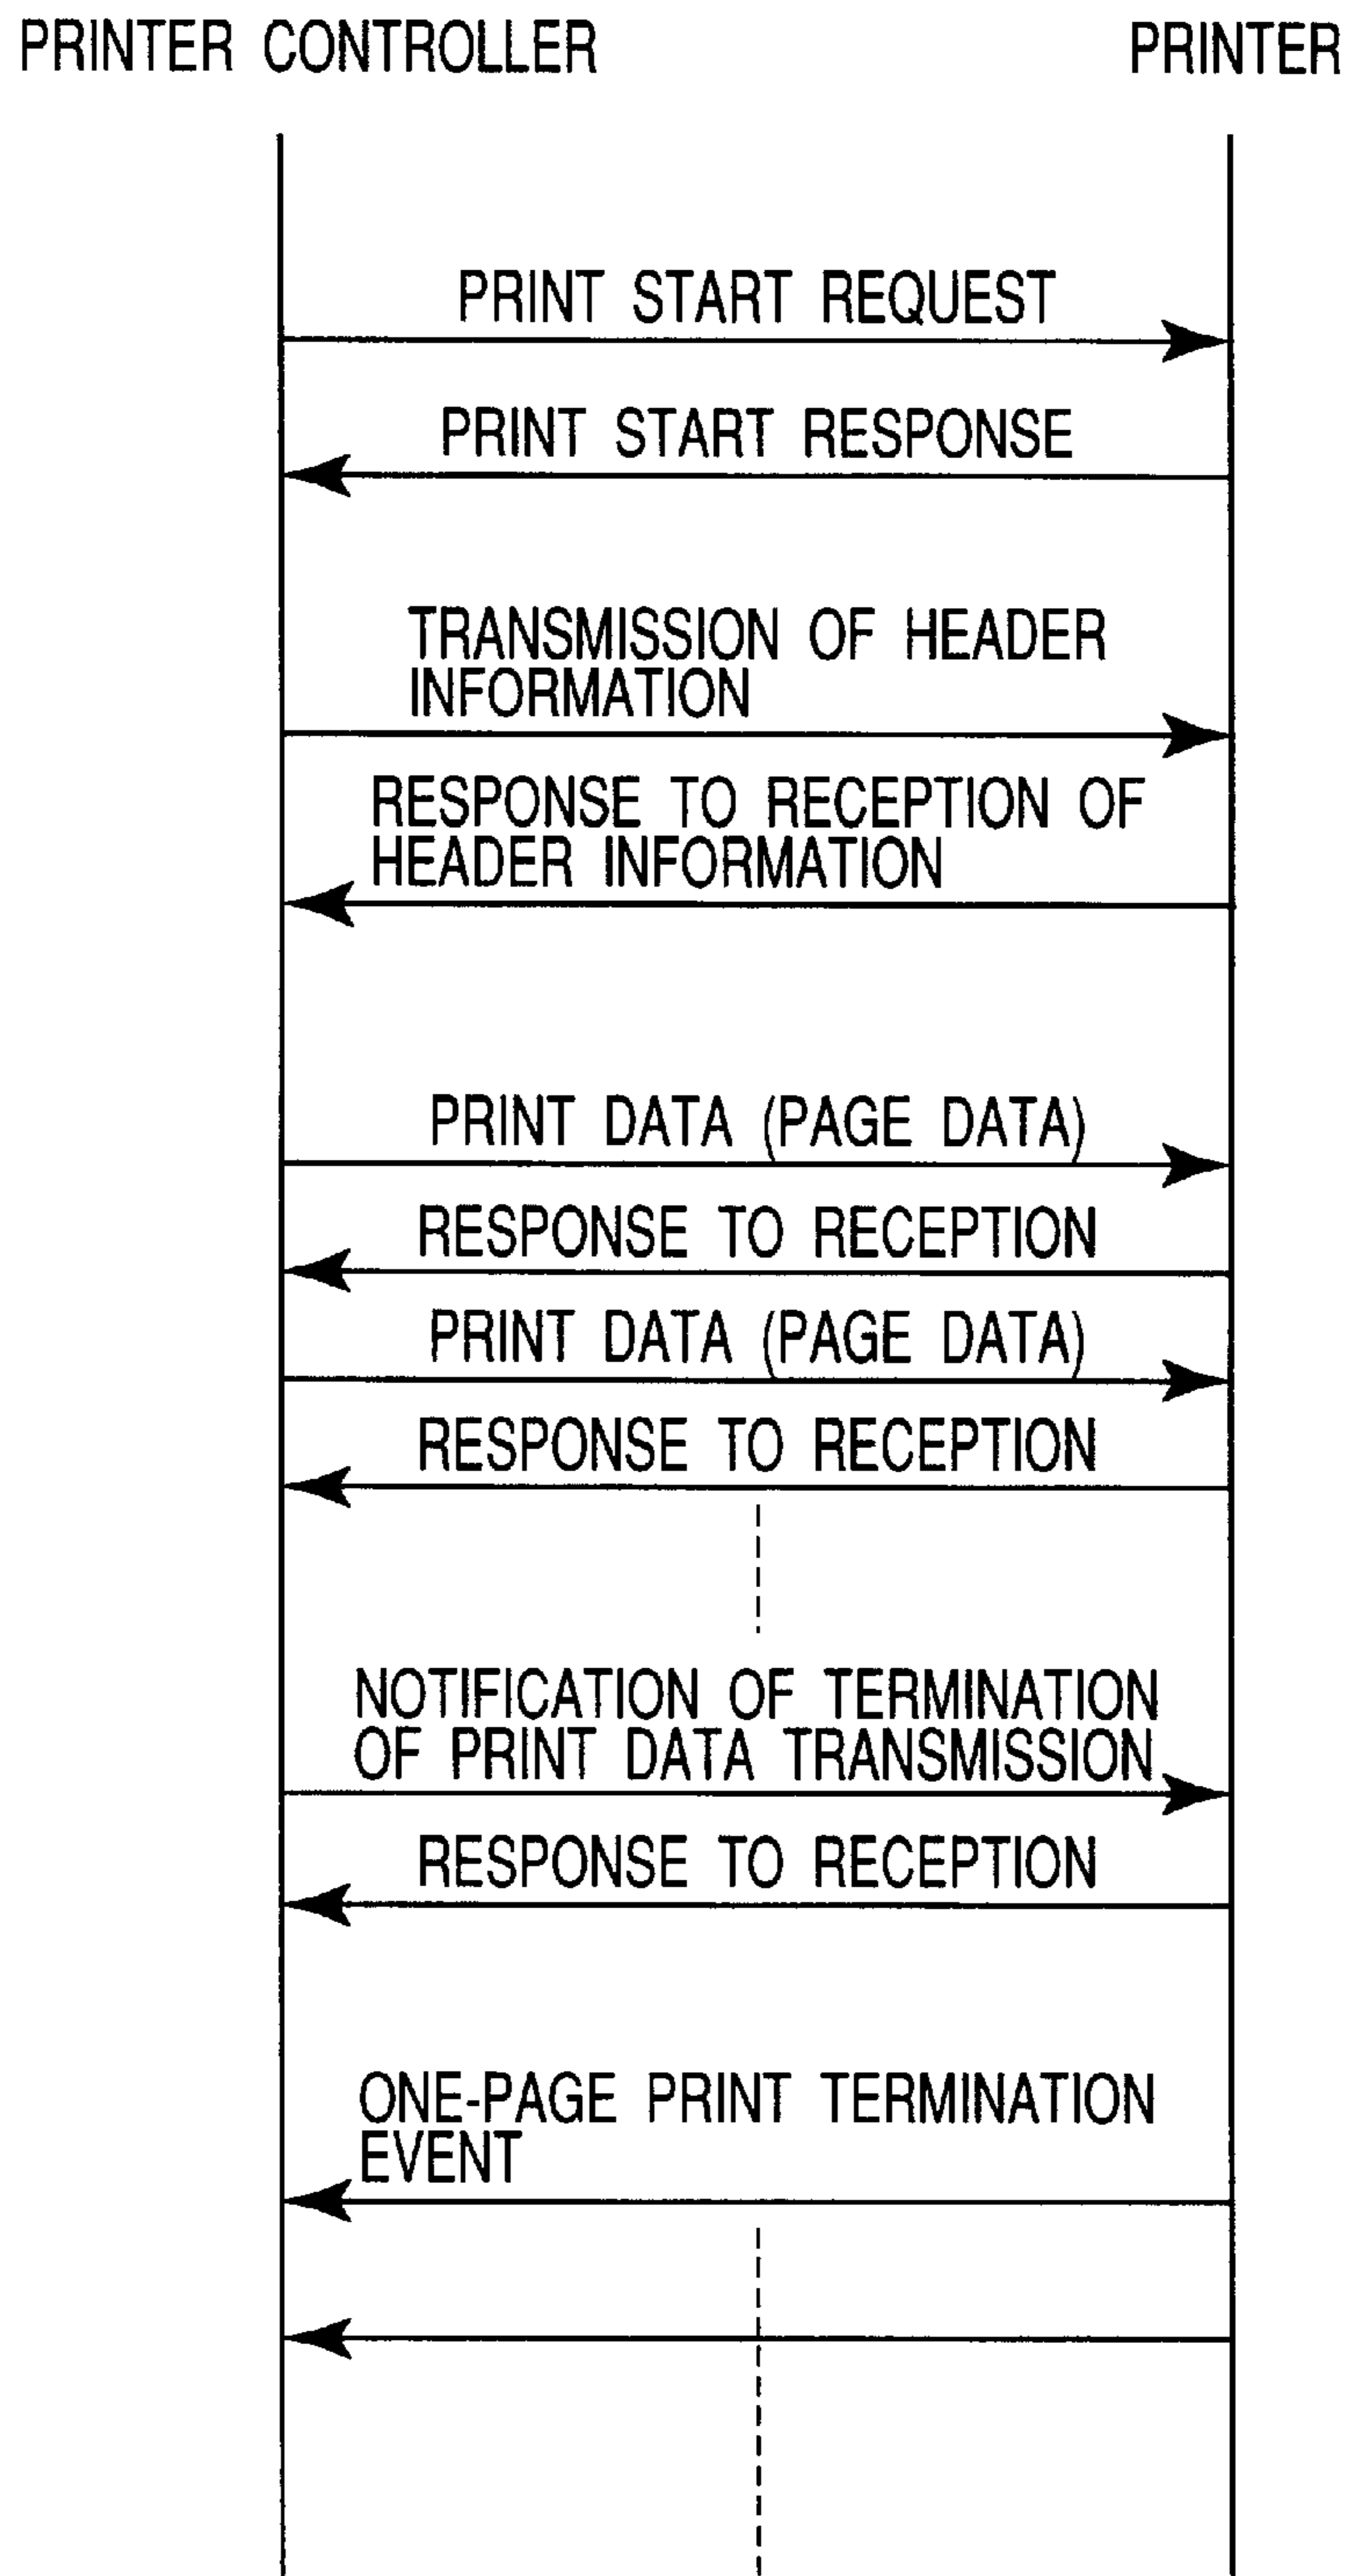 PRINTER CONTROLLER
PRINTER
PRINT START REQUEST
PRINT START RESPONSE
TRANSMISSION OF HEADER
INFORMATION
RESPONSE TO RECEPTION OF
HEADER INFORMATION
PRINT DATA (PAGE DATA)
RESPONSE TO RECEPTION
PRINT DATA (PAGE DATA)
RESPONSE TO RECEPTION
NOTIFICATION OF TERMINATION
OF PRINT DATA TRANSMISSION
RESPONSE TO RECEPTION
ONE-PAGE PRINT TERMINATION
EVENT